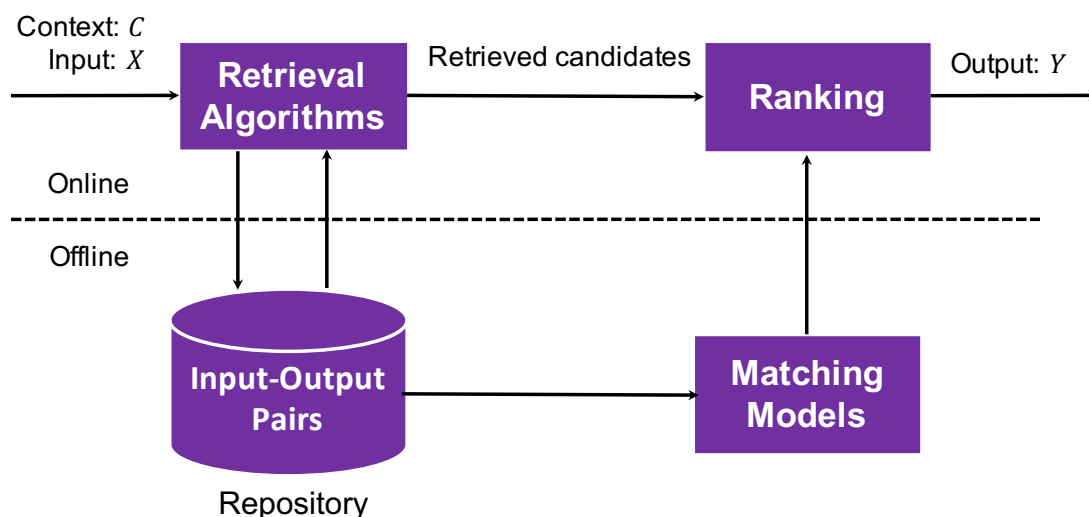 Context: C
Input: X
Retrieval
Algorithms
Retrieved candidates
Ranking
Output: Y
Online
Offline
Input-Output
Pairs
Matching
Models
Repository